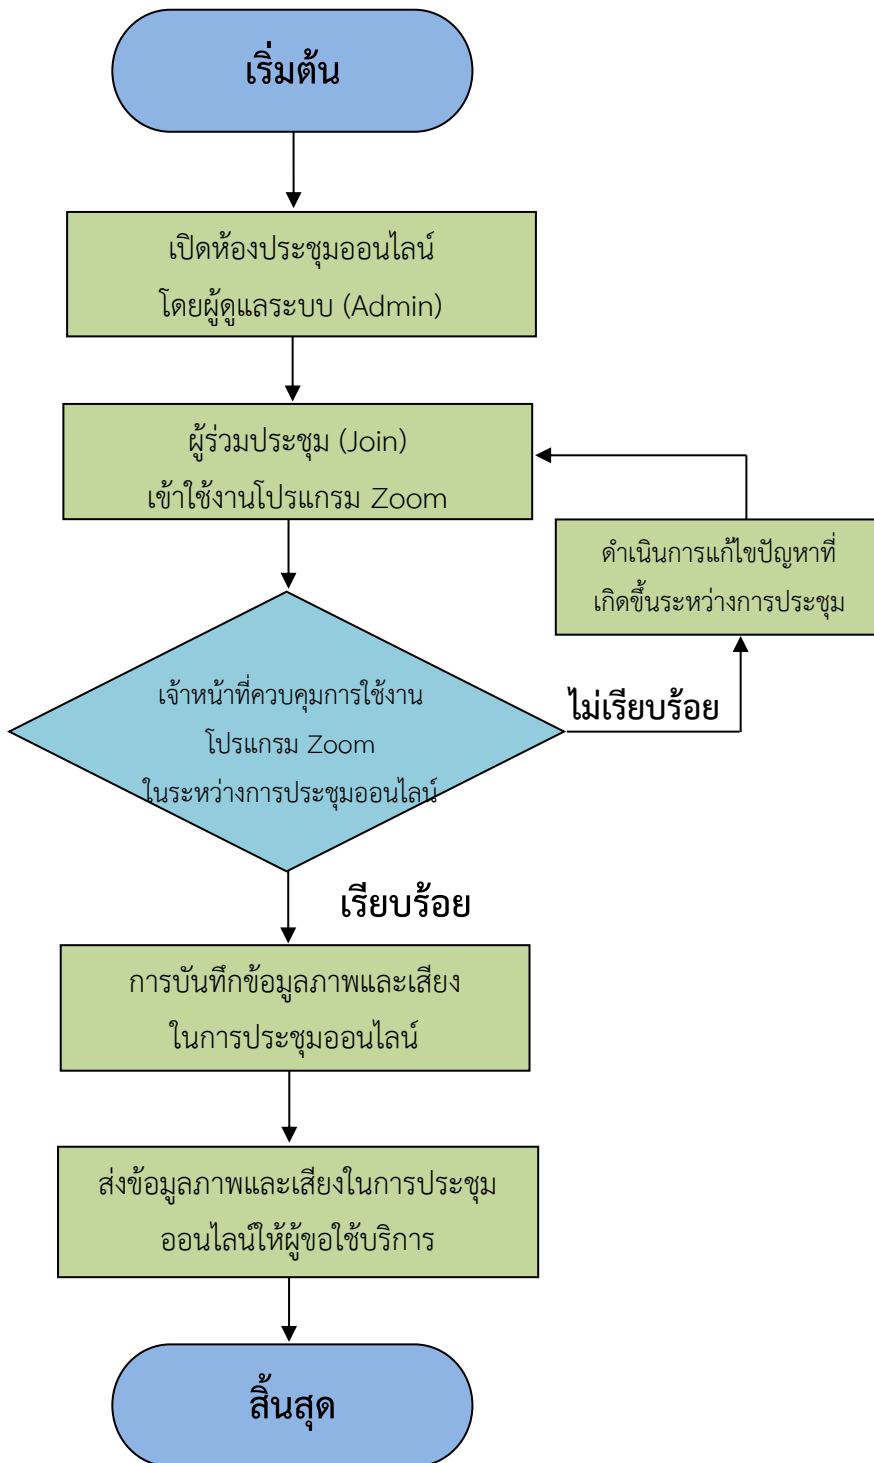 เริ่มต้น
เปิดห้องประชุมออนไลน์
โดยผู้ดูแลระบบ (Admin)
ผู้ร่วมประชุม (Join)
เข้าใช้งานโปรแกรม Zoom
ดำเนินการแก้ไขปัญหาที่
เกิดขึ้นระหว่างการประชุม
เจ้าหน้าที่ควบคุมการใช้งาน
โปรแกรม Zoom
ในระหว่างการประชุมออนไลน์
ไม่เรียบร้อย
เรียบร้อย
การบันทึกข้อมูลภาพและเสียง
ในการประชุมออนไลน์
ส่งข้อมูลภาพและเสียงในการประชุม
ออนไลน์ให้ผู้ขอใช้บริการ
สิ้นสุด